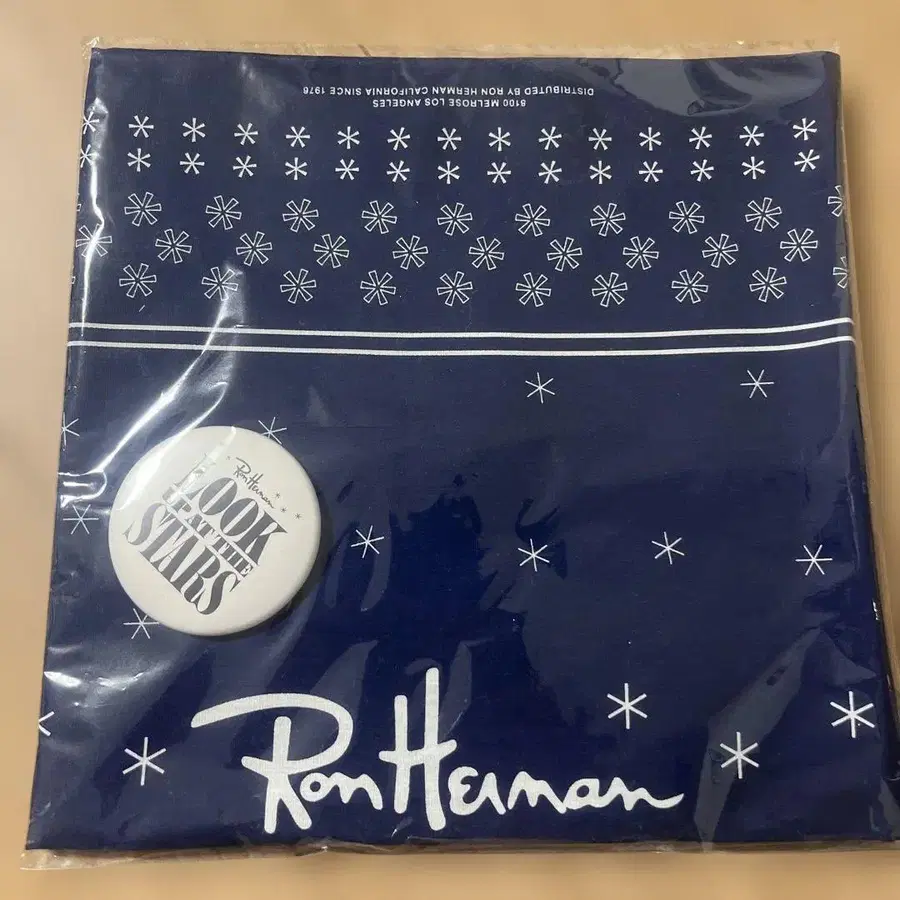 8100 MELROSE LOS ANGELES
DISTRIBUTED BY RON HERMAN CALIFORNIA SINCE 1976
Ron Herman
LOOK
UP AT THE
STARS
Ron Herman